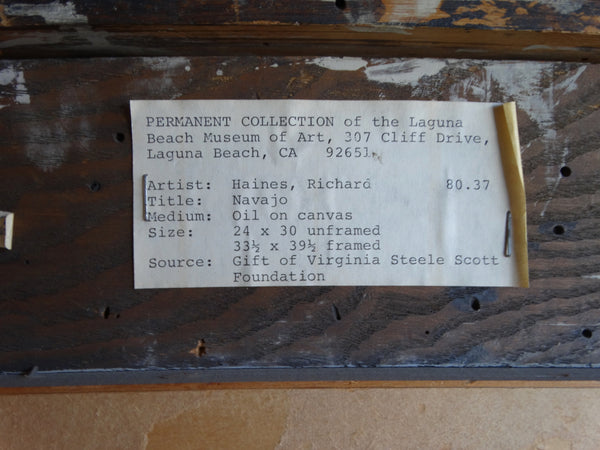 PERMANENT COLLECTION of the Laguna
Beach Museum of Art, 307 Cliff Drive,
Laguna Beach, CA 92651
Artist: Haines, Richard 80.37
Title: Navajo
Medium: Oil on canvas
Size: 24 x 30 unframed
33½ x 39½ framed
Source: Gift of Virginia Steele Scott
Foundation